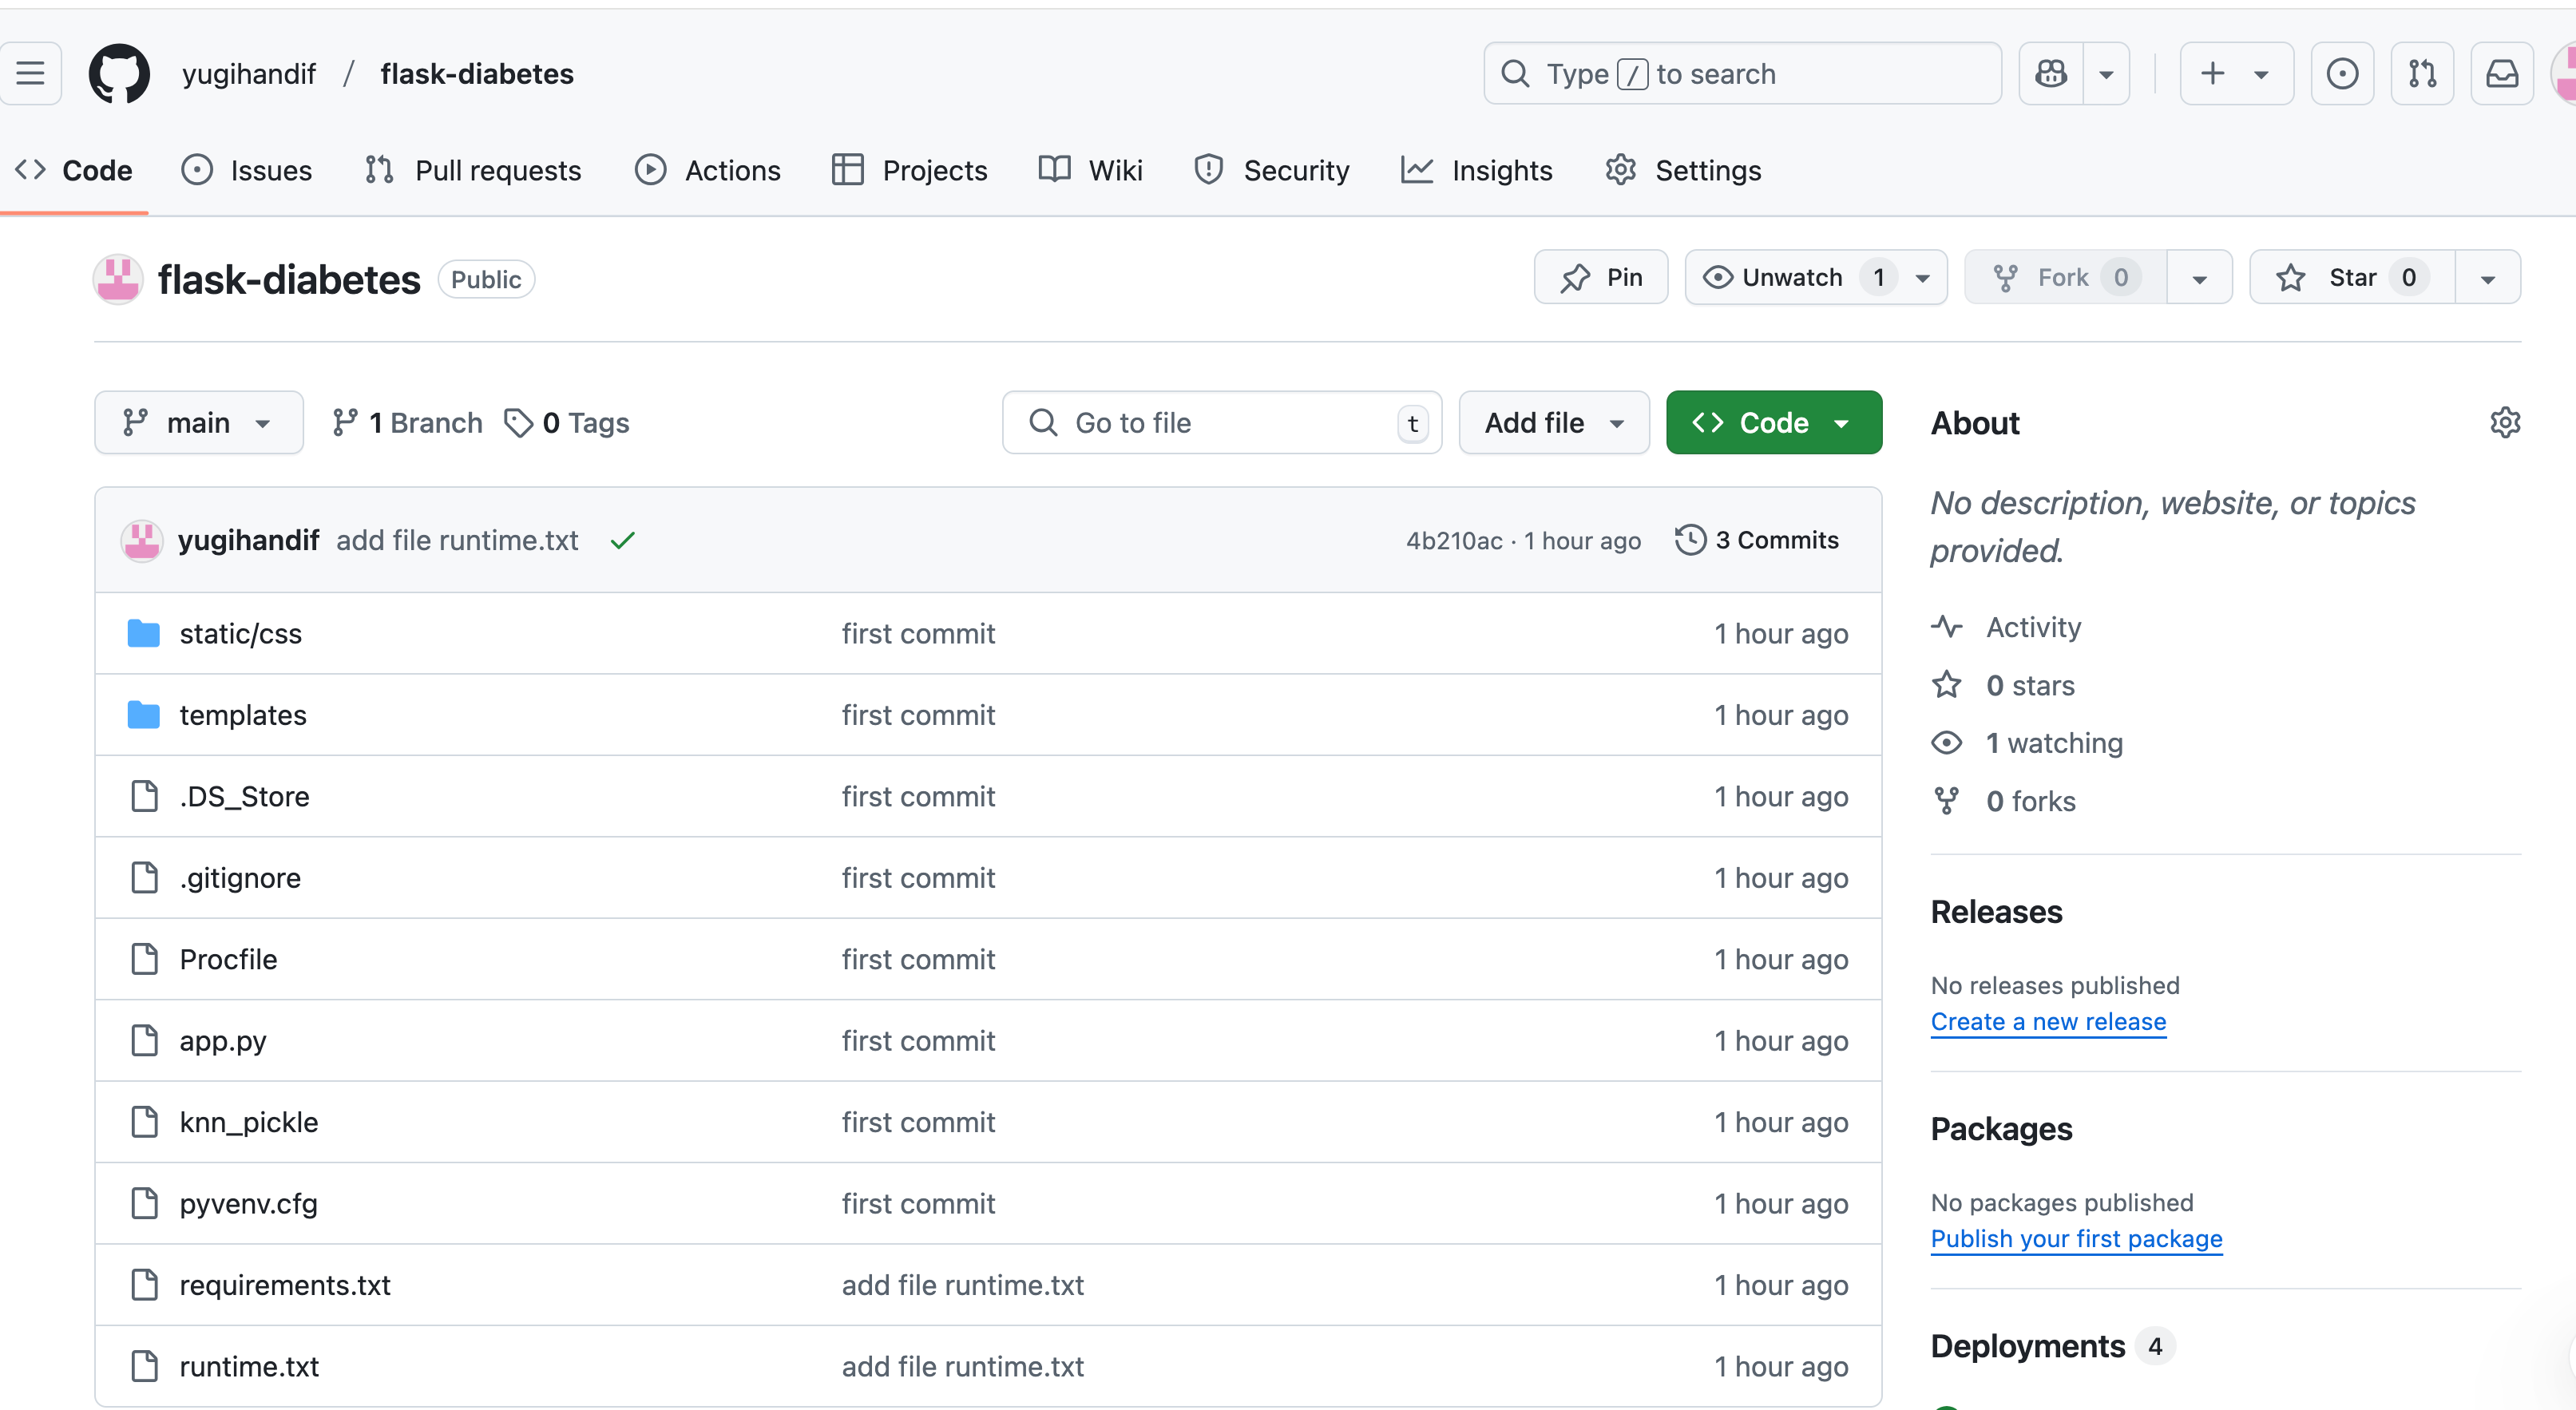 yugihandif / flask-diabetes
Type / to search
Code Issues Pull requests Actions Projects Wiki Security Insights Settings
flask-diabetes Public
Pin Unwatch 1 Fork 0 Star 0
main 1 Branch 0 Tags
Go to file t Add file Code
yugihandif add file runtime.txt 4b210ac · 1 hour ago 3 Commits
static/css first commit 1 hour ago
templates first commit 1 hour ago
.DS_Store first commit 1 hour ago
.gitignore first commit 1 hour ago
Procfile first commit 1 hour ago
app.py first commit 1 hour ago
knn_pickle first commit 1 hour ago
pyvenv.cfg first commit 1 hour ago
requirements.txt add file runtime.txt 1 hour ago
runtime.txt add file runtime.txt 1 hour ago
About
No description, website, or topics
provided.
Activity
0 stars
1 watching
0 forks
Releases
No releases published
Create a new release
Packages
No packages published
Publish your first package
Deployments 4